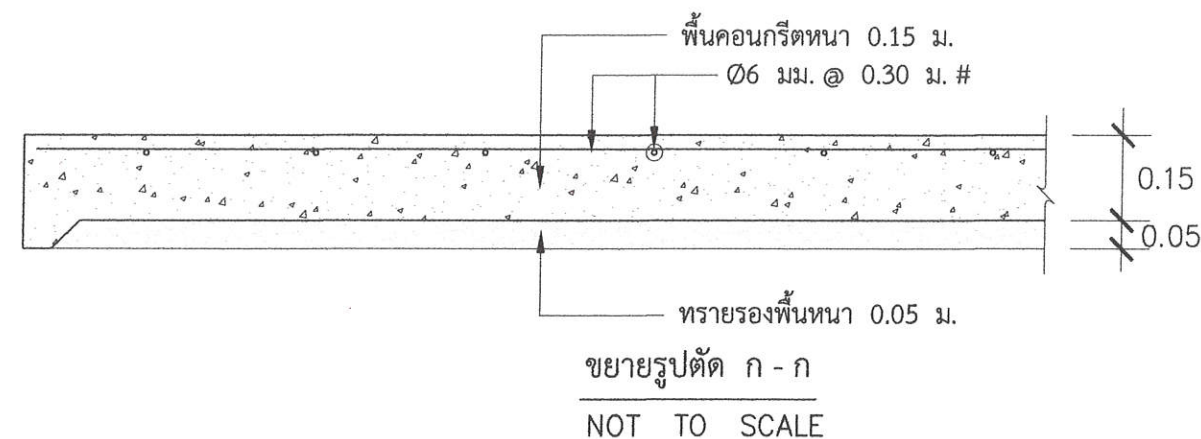 พื้นคอนกรีตหนา 0.15 ม.
Ø6 มม. @ 0.30 ม. #
0.15
0.05
ทรายรองพื้นหนา 0.05 ม.
ขยายรูปตัด ก - ก
NOT TO SCALE